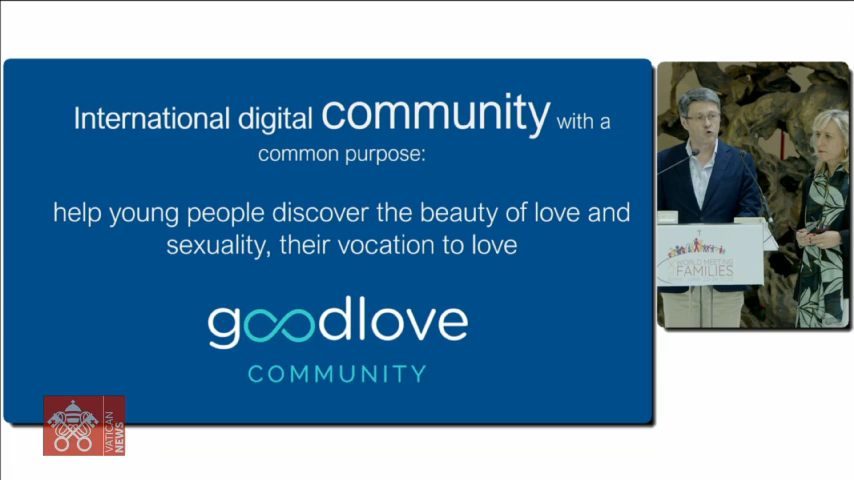 International digital community with a
common purpose:
help young people discover the beauty of love and
sexuality, their vocation to love
goodlove
COMMUNITY
WORLD MEETING
FAMILIES
VATICAN
NEWS